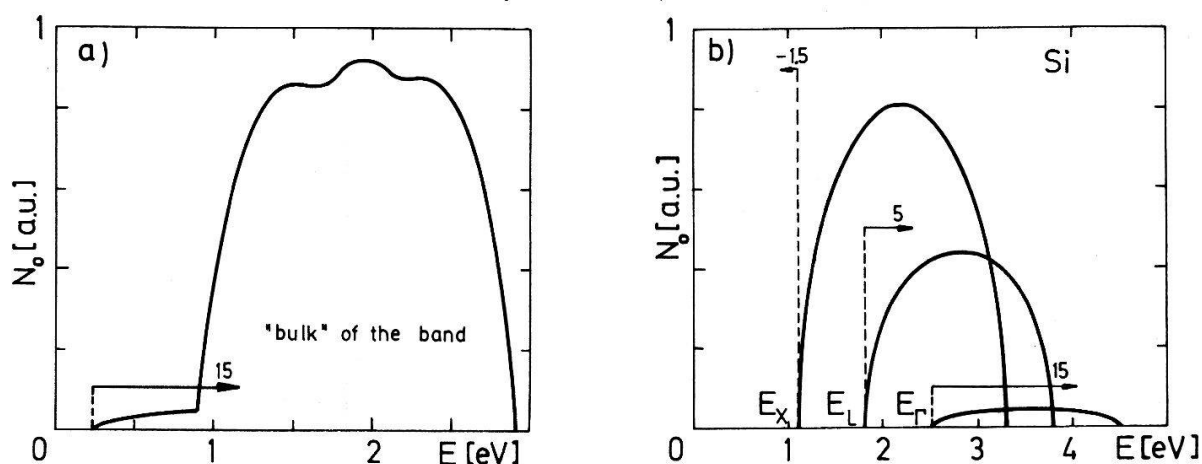 1
a)
N₀[a.u.]
"bulk" of the band
15
0
1
2
E[eV]
1
b)
-1.5
Si
N₀[a.u.]
5
15
E_X
E_L
E_Γ
0
1
2
3
4
E[eV]